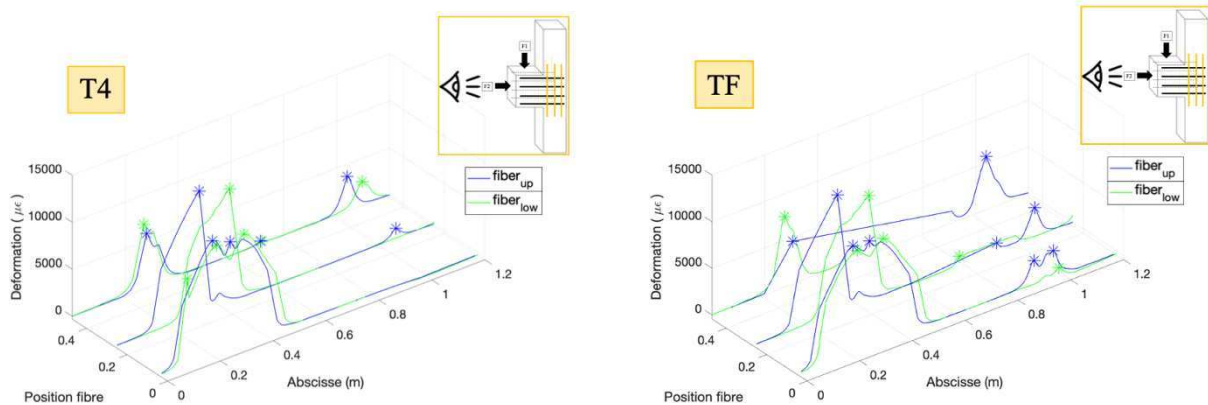 T4
F1
F2
fiber_up
fiber_low
15000
10000
5000
0
Deformation ( με )
0.4
0.2
0
Position fibre
0
0.2
0.4
0.6
0.8
1
1.2
Abscisse (m)
TF
F1
F2
fiber_up
fiber_low
15000
10000
5000
0
Deformation ( με )
0.4
0.2
0
Position fibre
0
0.2
0.4
0.6
0.8
1
1.2
Abscisse (m)